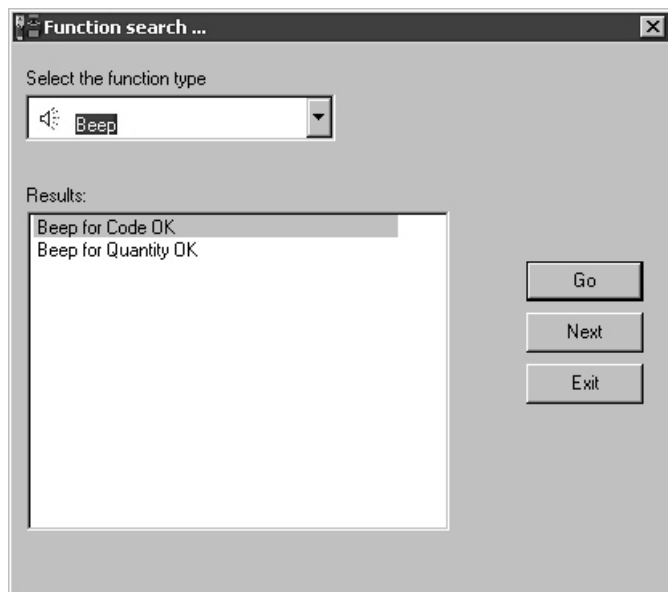 Function search ...
Select the function type
Beep
Results:
Beep for Code OK
Beep for Quantity OK
Go
Next
Exit